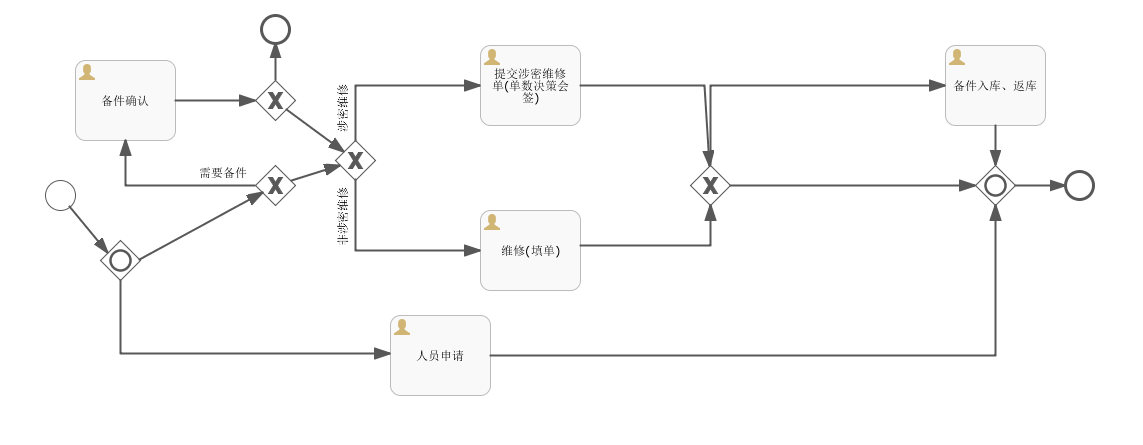 备件确认
需要备件
涉密维修
非涉密维修
提交涉密维修
单(单数决策会
签)
维修(填单)
人员申请
备件入库、返库